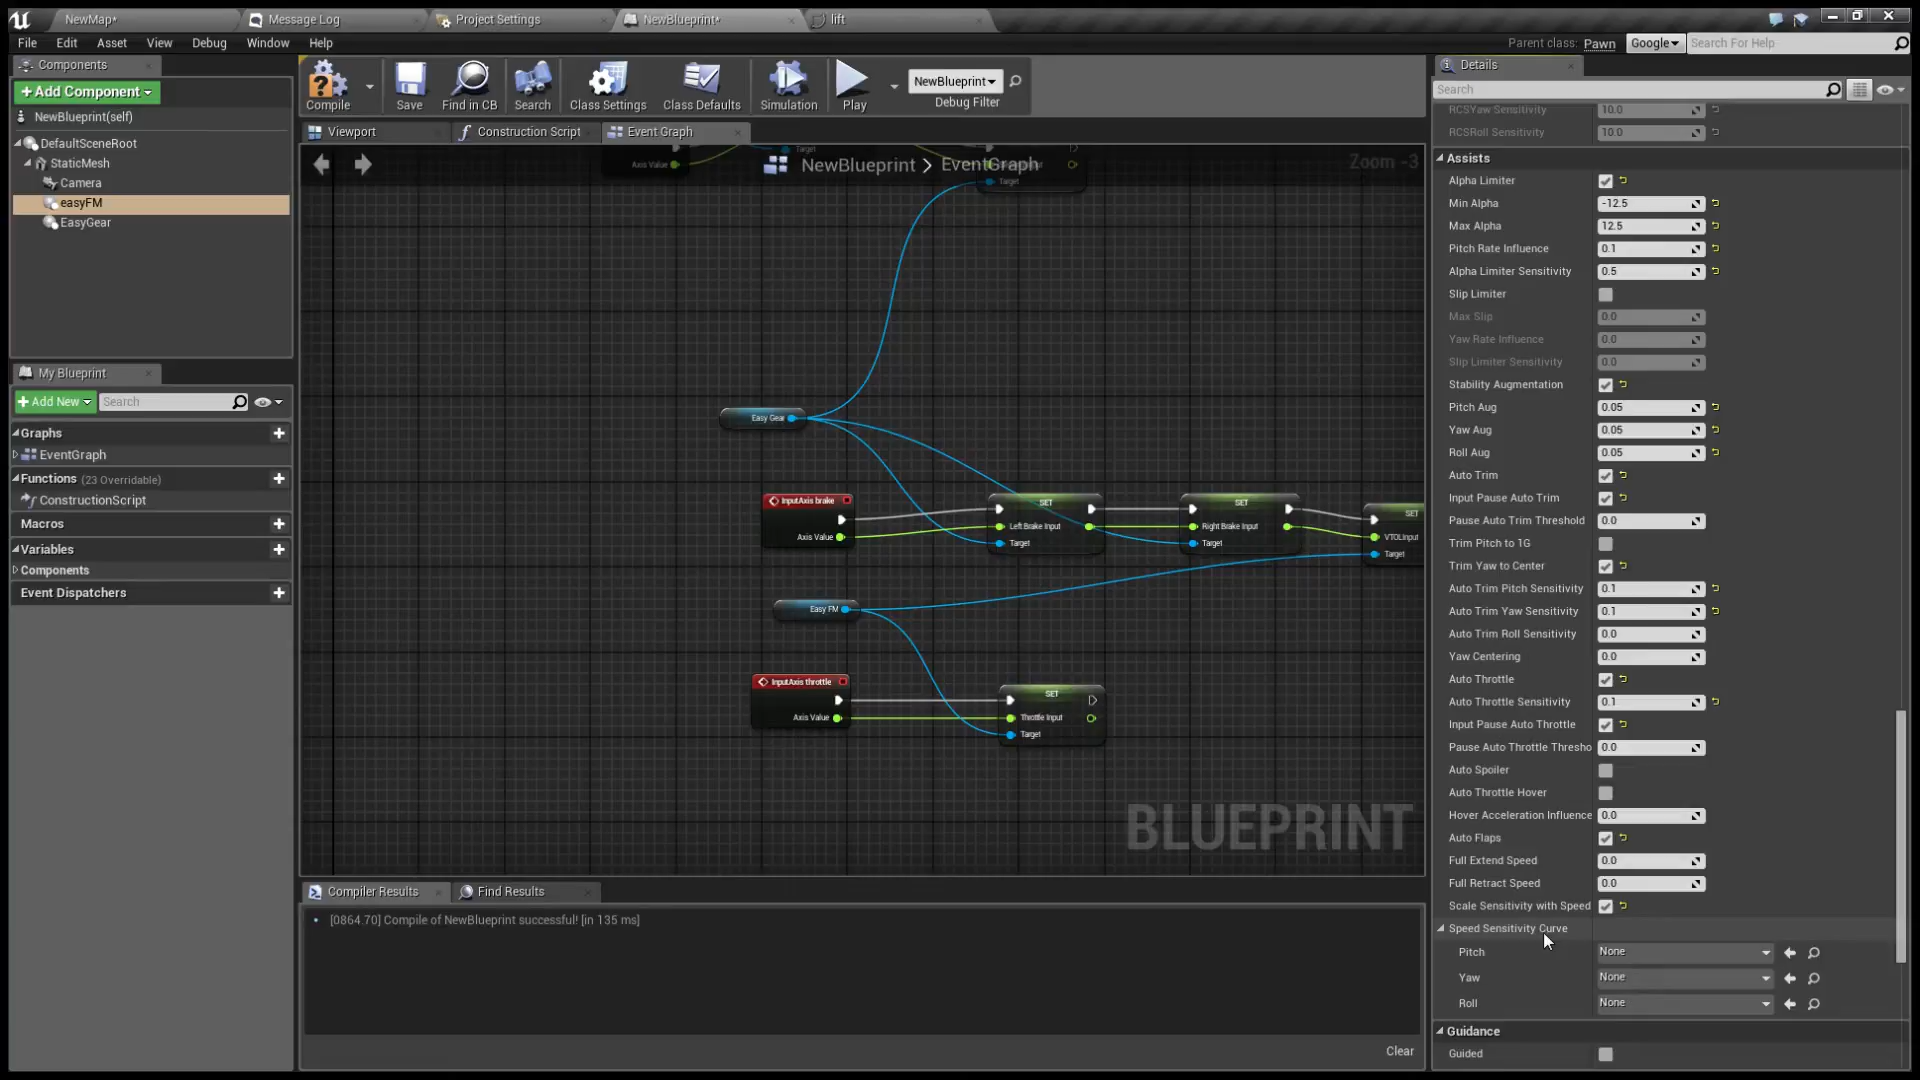 NewMap*
Message Log
Project Settings
NewBlueprint*
lift
File Edit Asset View Debug Window Help
Parent class: Pawn
Google
Search For Help
Components
+Add Component
NewBlueprint(self)
DefaultSceneRoot
StaticMesh
Camera
easyFM
EasyGear
My Blueprint
+Add New
Search
Graphs
EventGraph
Functions (23 Overridable)
ConstructionScript
Macros
Variables
Components
Event Dispatchers
Compile
Save
Find in CB
Search
Class Settings
Class Defaults
Simulation
Play
NewBlueprint
Debug Filter
Viewport
Construction Script
Event Graph
NewBlueprint > EventGraph
Zoom -3
Axis Value
Target
Target
Easy Gear
InputAxis brake
Axis Value
SET
Left Brake Input
Target
SET
Right Brake Input
Target
SET
VTOLInput
Target
Easy FM
InputAxis throttle
Axis Value
SET
Throttle Input
Target
BLUEPRINT
Compiler Results
Find Results
[0864.70] Compile of NewBlueprint successful! [in 135 ms]
Clear
Details
Search
RCSYaw Sensitivity 10.0
RCSRoll Sensitivity 10.0
Assists
Alpha Limiter
Min Alpha -12.5
Max Alpha 12.5
Pitch Rate Influence 0.1
Alpha Limiter Sensitivity 0.5
Slip Limiter
Max Slip 0.0
Yaw Rate Influence 0.0
Slip Limiter Sensitivity 0.0
Stability Augmentation
Pitch Aug 0.05
Yaw Aug 0.05
Roll Aug 0.05
Auto Trim
Input Pause Auto Trim
Pause Auto Trim Threshold 0.0
Trim Pitch to 1G
Trim Yaw to Center
Auto Trim Pitch Sensitivity 0.1
Auto Trim Yaw Sensitivity 0.1
Auto Trim Roll Sensitivity 0.0
Yaw Centering 0.0
Auto Throttle
Auto Throttle Sensitivity 0.1
Input Pause Auto Throttle
Pause Auto Throttle Thresho 0.0
Auto Spoiler
Auto Throttle Hover
Hover Acceleration Influence 0.0
Auto Flaps
Full Extend Speed 0.0
Full Retract Speed 0.0
Scale Sensitivity with Speed
Speed Sensitivity Curve
Pitch None
Yaw None
Roll None
Guidance
Guided